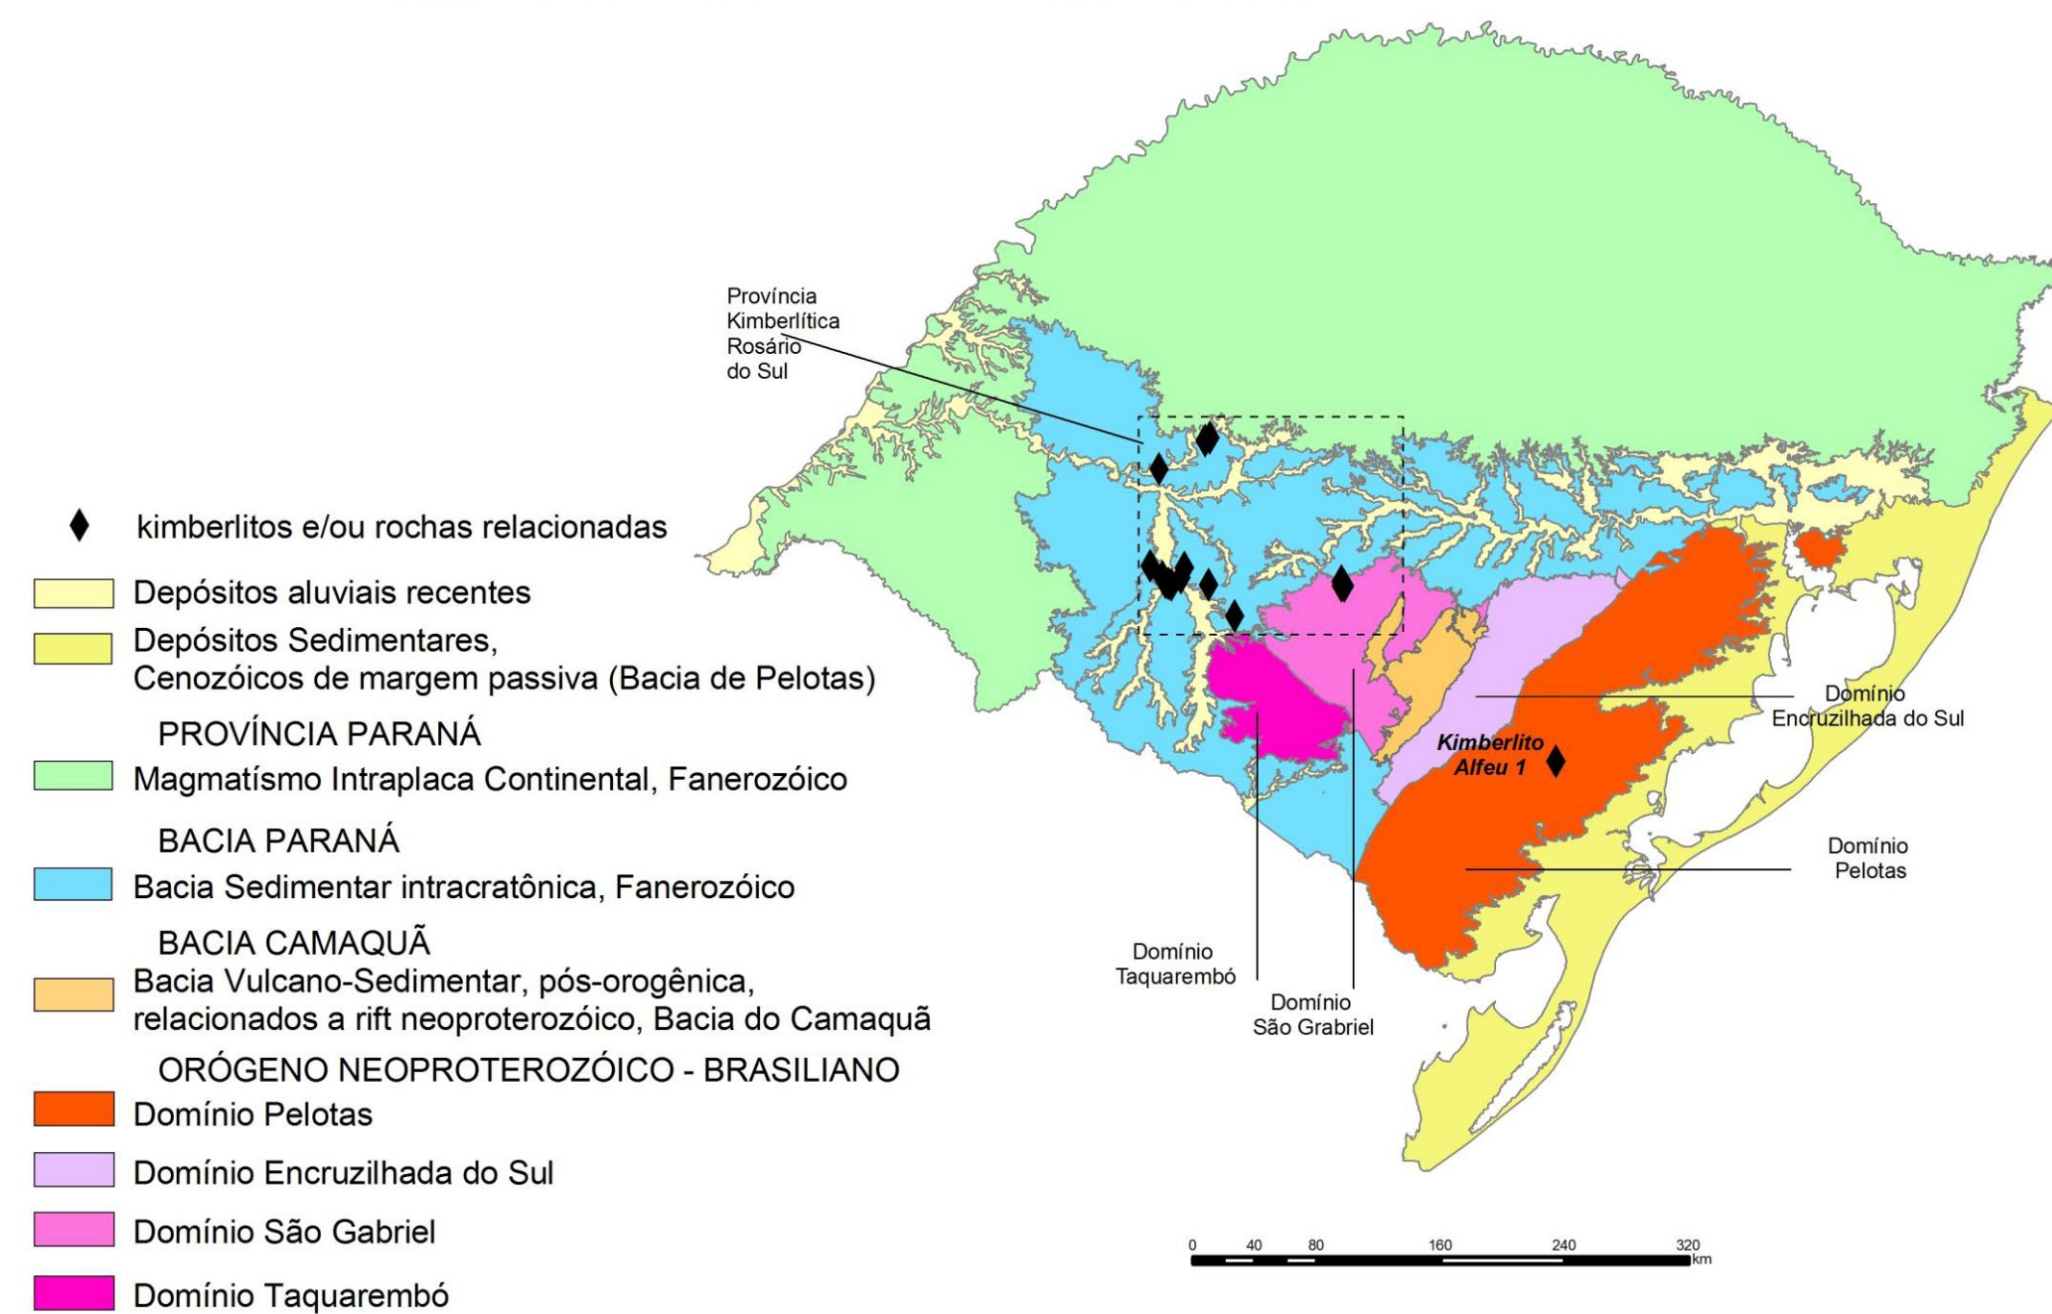 kimberlitos e/ou rochas relacionadas
Depósitos aluviais recentes
Depósitos Sedimentares,
Cenozóicos de margem passiva (Bacia de Pelotas)
PROVÍNCIA PARANÁ
Magmatísmo Intraplaca Continental, Fanerozóico
BACIA PARANÁ
Bacia Sedimentar intracratônica, Fanerozóico
BACIA CAMAQUÃ
Bacia Vulcano-Sedimentar, pós-orogênica,
relacionados a rift neoproterozóico, Bacia do Camaquã
ORÓGENO NEOPROTEROZÓICO - BRASILIANO
Domínio Pelotas
Domínio Encruzilhada do Sul
Domínio São Gabriel
Domínio Taquarembó
Província
Kimberlítica
Rosário
do Sul
Domínio
Encruzilhada do Sul
Kimberlito
Alfeu 1
Domínio
Pelotas
Domínio
Taquarembó
Domínio
São Grabriel
0 40 80 160 240 320
km